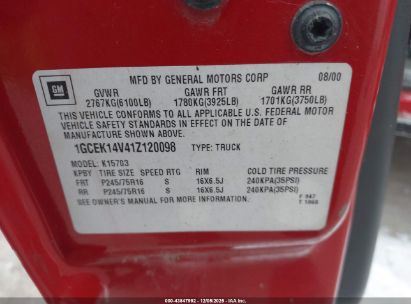 GM
MFD BY GENERAL MOTORS CORP 08/00
GVWR GAWR FRT GAWR RR
2767KG(6100LB) 1780KG(3925LB) 1701KG(3750LB)
THIS VEHICLE CONFORMS TO ALL APPLICABLE U.S. FEDERAL MOTOR
VEHICLE SAFETY STANDARDS IN EFFECT ON THE DATE OF
MANUFACTURE SHOWN ABOVE.
1GCEK14V41Z120098 TYPE: TRUCK
MODEL: K15703
KPBY TIRE SIZE SPEED RTG RIM COLD TIRE PRESSURE
FRT P245/75R16 S 16X6.5J 240KPA(35PSI)
RR P245/75R16 S 16X6.5J 240KPA(35PSI)
SEE OWNER'S MANUAL FOR MORE INFORMATION.